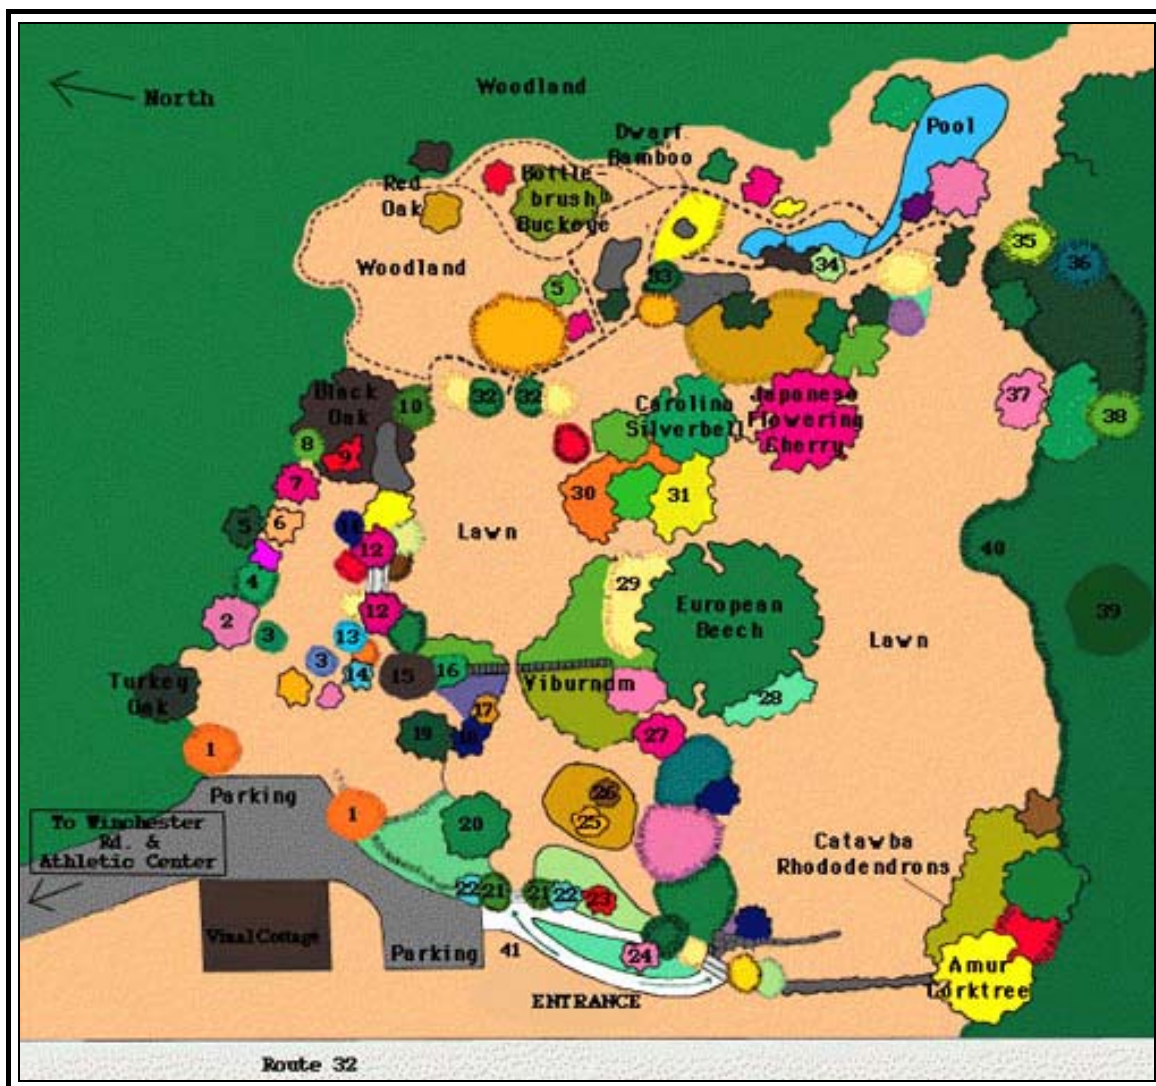 Woodland
North
Pool
Dwarf
Bamboo
Red
Oak
Bottle-
brush
Buckeye
35
36
34
Woodland
33
5
Black
Oak
10
32
32
Carolina
Silverbell
Japanese
Flowering
Cherry
37
38
8
9
7
30
31
5
6
11
12
Lawn
40
4
29
European
Beech
39
2
3
12
13
Lawn
3
14
15
16
Viburnum
28
Turkey
Oak
17
18
19
27
1
Parking
26
25
1
20
To Winchester
Rd. &
Athletic Center
Catawba
Rhododendrons
22
21
21
22
23
Visual Cottage
Parking
41
24
Amur
Corktree
ENTRANCE
Route 32